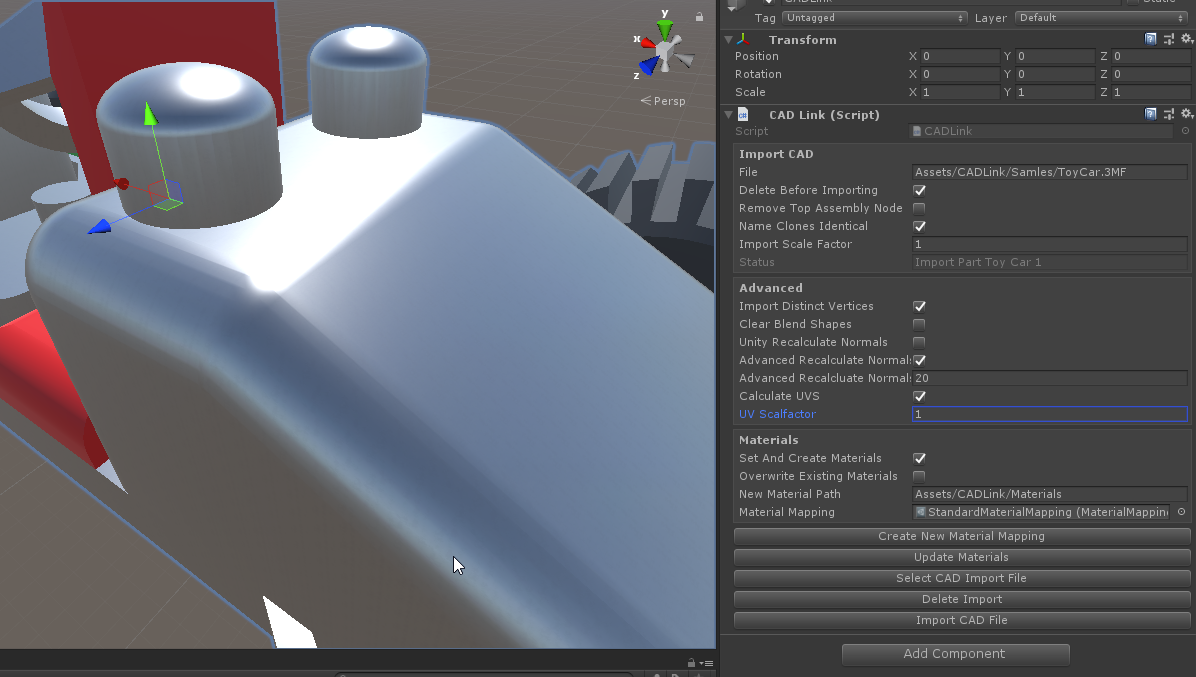 CADLink
Static
Tag Untagged Layer Default
Transform
Position X 0 Y 0 Z 0
Rotation X 0 Y 0 Z 0
Scale X 1 Y 1 Z 1
CAD Link (Script)
Script CADLink
Import CAD
File Assets/CADLink/Samles/ToyCar.3MF
Delete Before Importing
Remove Top Assembly Node
Name Clones Identical
Import Scale Factor 1
Status Import Part Toy Car 1
Advanced
Import Distinct Vertices
Clear Blend Shapes
Unity Recalculate Normals
Advanced Recalculate Normal
Advanced Recalcluate Normal 20
Calculate UVS
UV Scalfactor 1
Materials
Set And Create Materials
Overwrite Existing Materials
New Material Path Assets/CADLink/Materials
Material Mapping StandardMaterialMapping (MaterialMappin
Create New Material Mapping
Update Materials
Select CAD Import File
Delete Import
Import CAD File
Add Component
y
x
z
Persp